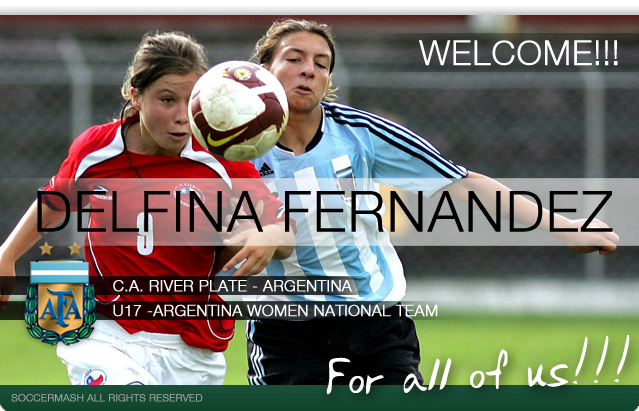 WELCOME!!!
DELFINA FERNANDEZ
9
C.A. RIVER PLATE - ARGENTINA
U17 -ARGENTINA WOMEN NATIONAL TEAM
AFA
For all of us!!!
SOCCERMASH ALL RIGHTS RESERVED